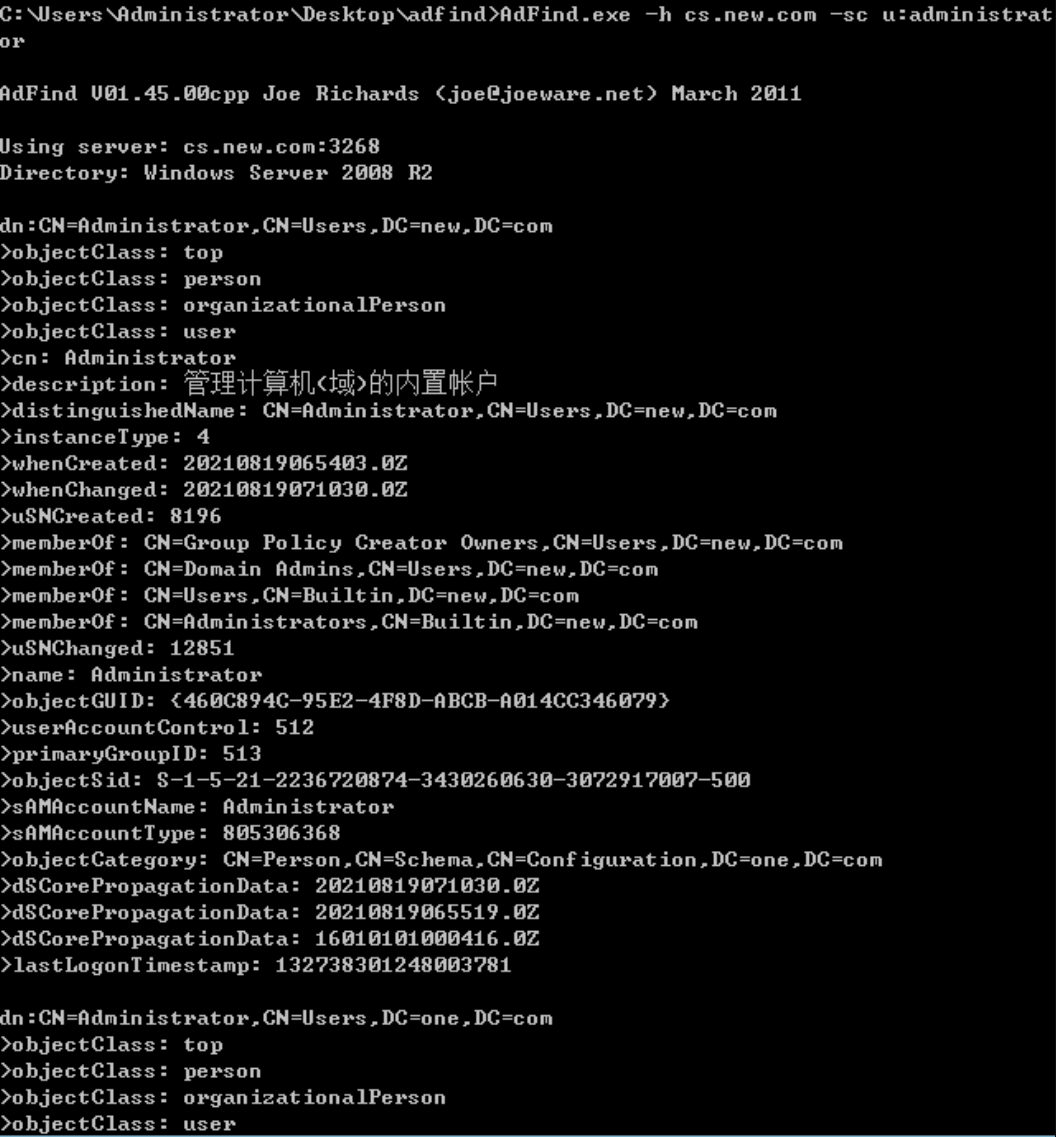 C:\Users\Administrator\Desktop\adfind>AdFind.exe -h cs.new.com -sc u:administrat
or
AdFind V01.45.00cpp Joe Richards (joe@joeware.net) March 2011
Using server: cs.new.com:3268
Directory: Windows Server 2008 R2
dn:CN=Administrator,CN=Users,DC=new,DC=com
>objectClass: top
>objectClass: person
>objectClass: organizationalPerson
>objectClass: user
>cn: Administrator
>description: 管理计算机(域)的内置帐户
>distinguishedName: CN=Administrator,CN=Users,DC=new,DC=com
>instanceType: 4
>whenCreated: 20210819065403.0Z
>whenChanged: 20210819071030.0Z
>uSNCreated: 8196
>memberOf: CN=Group Policy Creator Owners,CN=Users,DC=new,DC=com
>memberOf: CN=Domain Admins,CN=Users,DC=new,DC=com
>memberOf: CN=Users,CN=Builtin,DC=new,DC=com
>memberOf: CN=Administrators,CN=Builtin,DC=new,DC=com
>uSNChanged: 12851
>name: Administrator
>objectGUID: {460C894C-95E2-4F8D-ABCB-A014CC346079}
>userAccountControl: 512
>primaryGroupID: 513
>objectSid: S-1-5-21-2236720874-3430260630-3072917007-500
>sAMAccountName: Administrator
>sAMAccountType: 805306368
>objectCategory: CN=Person,CN=Schema,CN=Configuration,DC=one,DC=com
>dSCorePropagationData: 20210819071030.0Z
>dSCorePropagationData: 20210819065519.0Z
>dSCorePropagationData: 16010101000416.0Z
>lastLogonTimestamp: 132738301248003781
dn:CN=Administrator,CN=Users,DC=one,DC=com
>objectClass: top
>objectClass: person
>objectClass: organizationalPerson
>objectClass: user